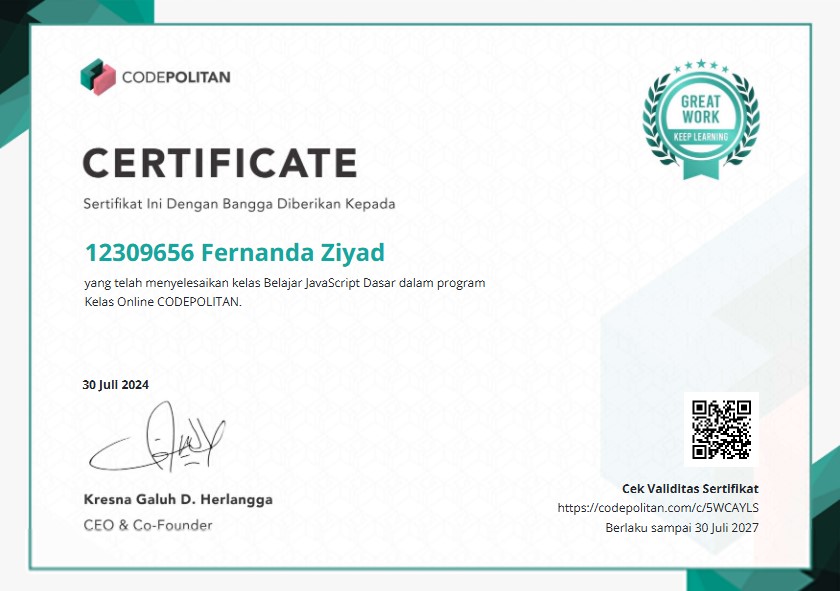 CODEPOLITAN
GREAT
WORK
KEEP LEARNING
CERTIFICATE
Sertifikat Ini Dengan Bangga Diberikan Kepada
12309656 Fernanda Ziyad
yang telah menyelesaikan kelas Belajar JavaScript Dasar dalam program
Kelas Online CODEPOLITAN.
30 Juli 2024
Kresna Galuh D. Herlangga
CEO & Co-Founder
Cek Validitas Sertifikat
https://codepolitan.com/c/5WCAYLS
Berlaku sampai 30 Juli 2027